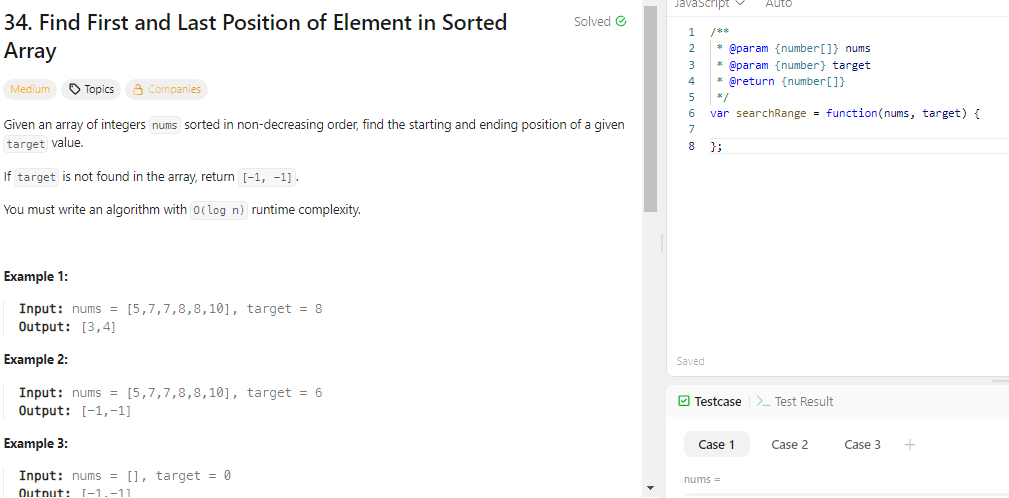 34. Find First and Last Position of Element in Sorted
Array
Solved
Medium
Topics
Companies
Given an array of integers nums sorted in non-decreasing order, find the starting and ending position of a given
target value.
If target is not found in the array, return [-1, -1].
You must write an algorithm with O(log n) runtime complexity.
Example 1:
Input: nums = [5,7,7,8,8,10], target = 8
Output: [3,4]
Example 2:
Input: nums = [5,7,7,8,8,10], target = 6
Output: [-1,-1]
Example 3:
Input: nums = [], target = 0
Output: [-1,-1]
JavaScript
Auto
1 /**
2 * @param {number[]} nums
3 * @param {number} target
4 * @return {number[]}
5 */
6 var searchRange = function(nums, target) {
7
8 };
Saved
Testcase
>_ Test Result
Case 1
Case 2
Case 3
+
nums =